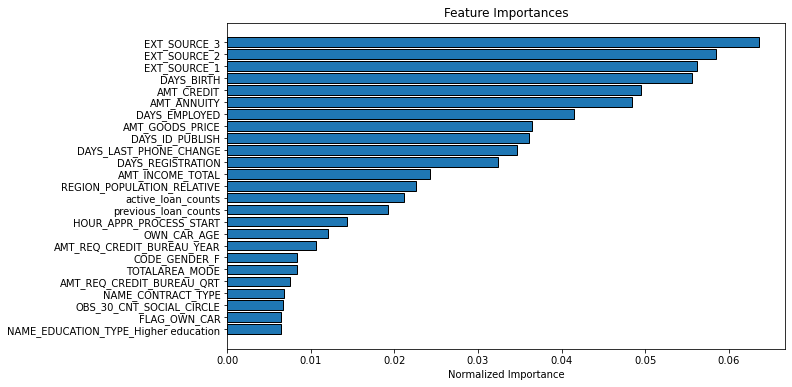 Feature Importances
EXT_SOURCE_3
EXT_SOURCE_2
EXT_SOURCE_1
DAYS_BIRTH
AMT_CREDIT
AMT_ANNUITY
DAYS_EMPLOYED
AMT_GOODS_PRICE
DAYS_ID_PUBLISH
DAYS_LAST_PHONE_CHANGE
DAYS_REGISTRATION
AMT_INCOME_TOTAL
REGION_POPULATION_RELATIVE
active_loan_counts
previous_loan_counts
HOUR_APPR_PROCESS_START
OWN_CAR_AGE
AMT_REQ_CREDIT_BUREAU_YEAR
CODE_GENDER_F
TOTALAREA_MODE
AMT_REQ_CREDIT_BUREAU_QRT
NAME_CONTRACT_TYPE
OBS_30_CNT_SOCIAL_CIRCLE
FLAG_OWN_CAR
NAME_EDUCATION_TYPE_Higher education
0.00 0.01 0.02 0.03 0.04 0.05 0.06
Normalized Importance